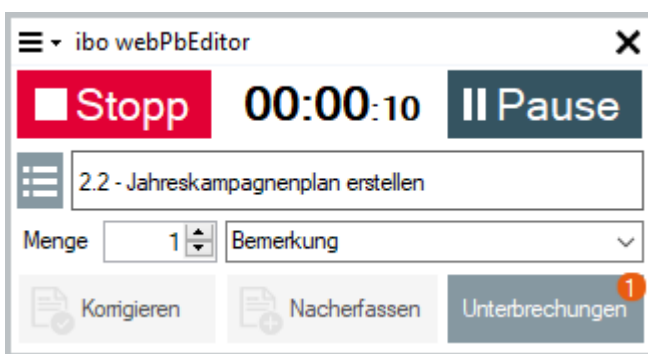 ibo webPbEditor
Stopp 00:00:10 Pause
2.2 - Jahreskampagnenplan erstellen
Menge 1 Bemerkung
Korrigieren Nacherfassen Unterbrechungen 1